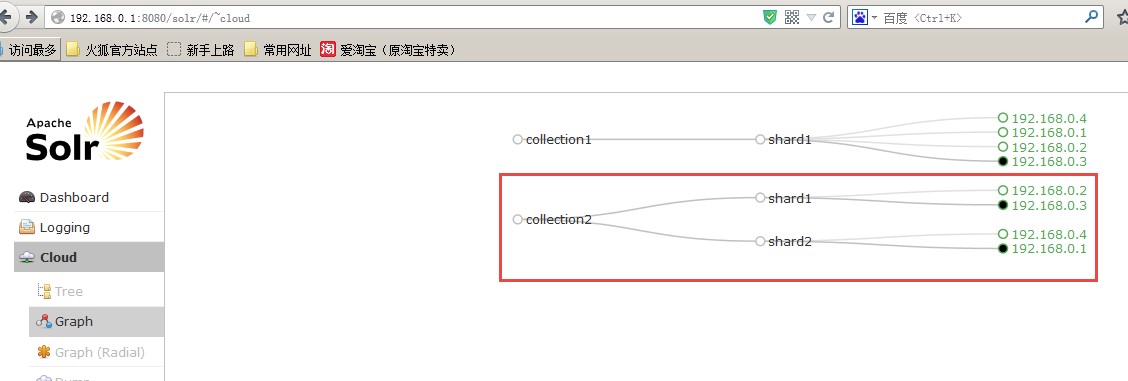 192.168.0.1:8080/solr/#/~cloud
百度 <Ctrl+K>
访问最多 火狐官方站点 新手上路 常用网址 淘 爱淘宝（原淘宝特卖）
Apache
Solr
Dashboard
Logging
Cloud
Tree
Graph
Graph (Radial)
collection1
shard1
192.168.0.4
192.168.0.1
192.168.0.2
192.168.0.3
collection2
shard1
192.168.0.2
192.168.0.3
shard2
192.168.0.4
192.168.0.1